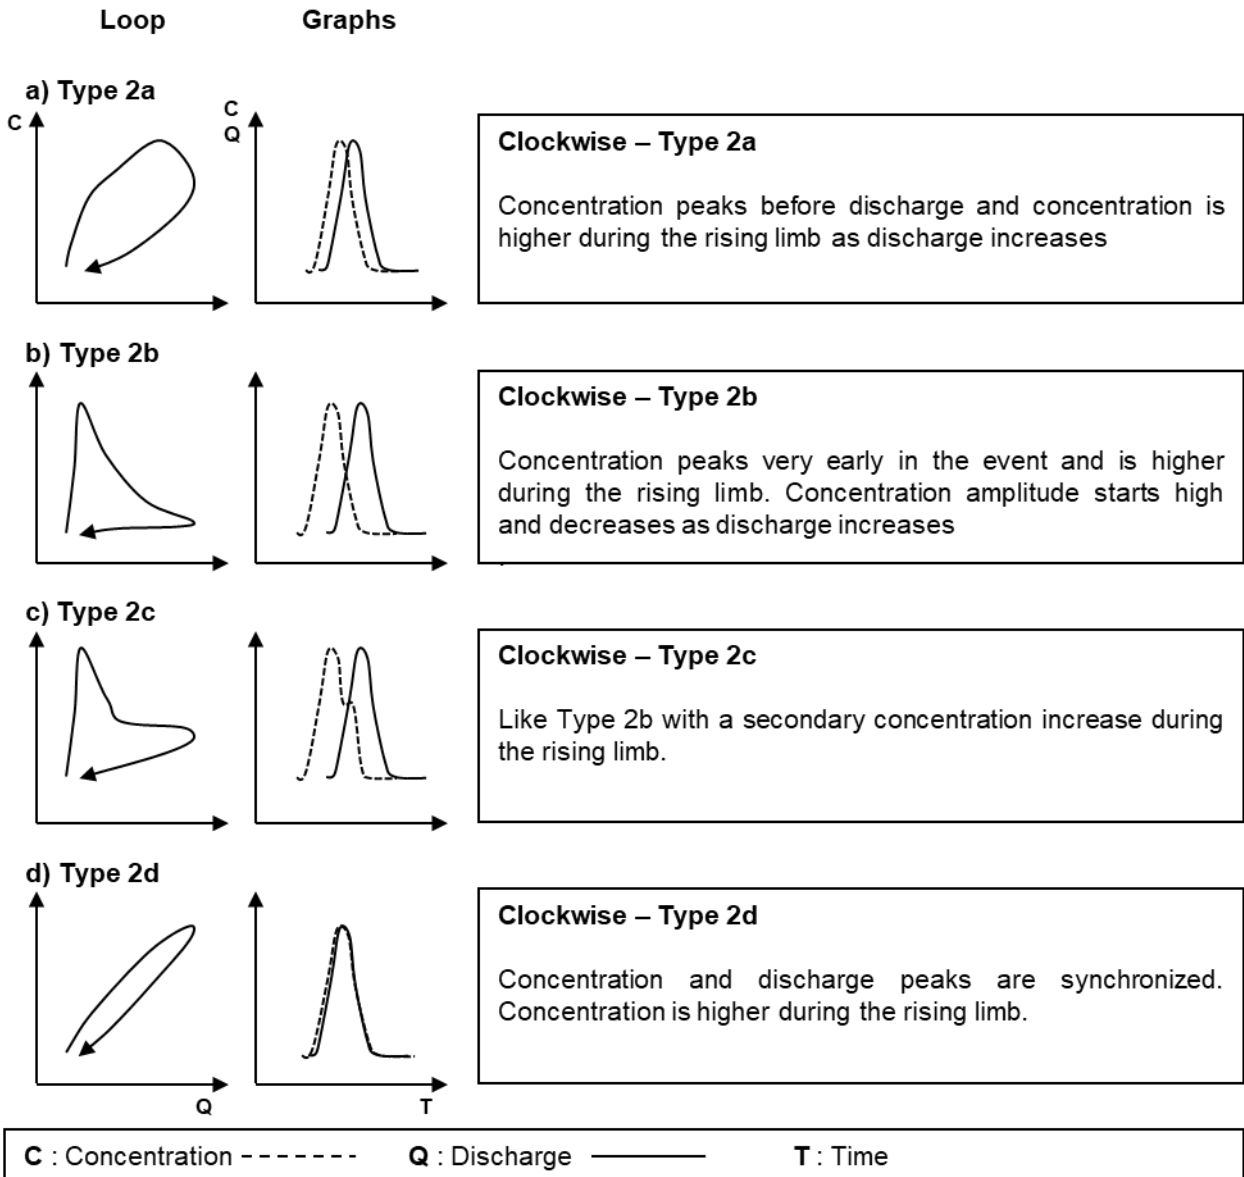 Loop Graphs
a) Type 2a
C
C
Q
Clockwise – Type 2a
Concentration peaks before discharge and concentration is
higher during the rising limb as discharge increases
b) Type 2b
Clockwise – Type 2b
Concentration peaks very early in the event and is higher
during the rising limb. Concentration amplitude starts high
and decreases as discharge increases
c) Type 2c
Clockwise – Type 2c
Like Type 2b with a secondary concentration increase during
the rising limb.
d) Type 2d
Clockwise – Type 2d
Concentration and discharge peaks are synchronized.
Concentration is higher during the rising limb.
Q T
C : Concentration Q : Discharge T : Time